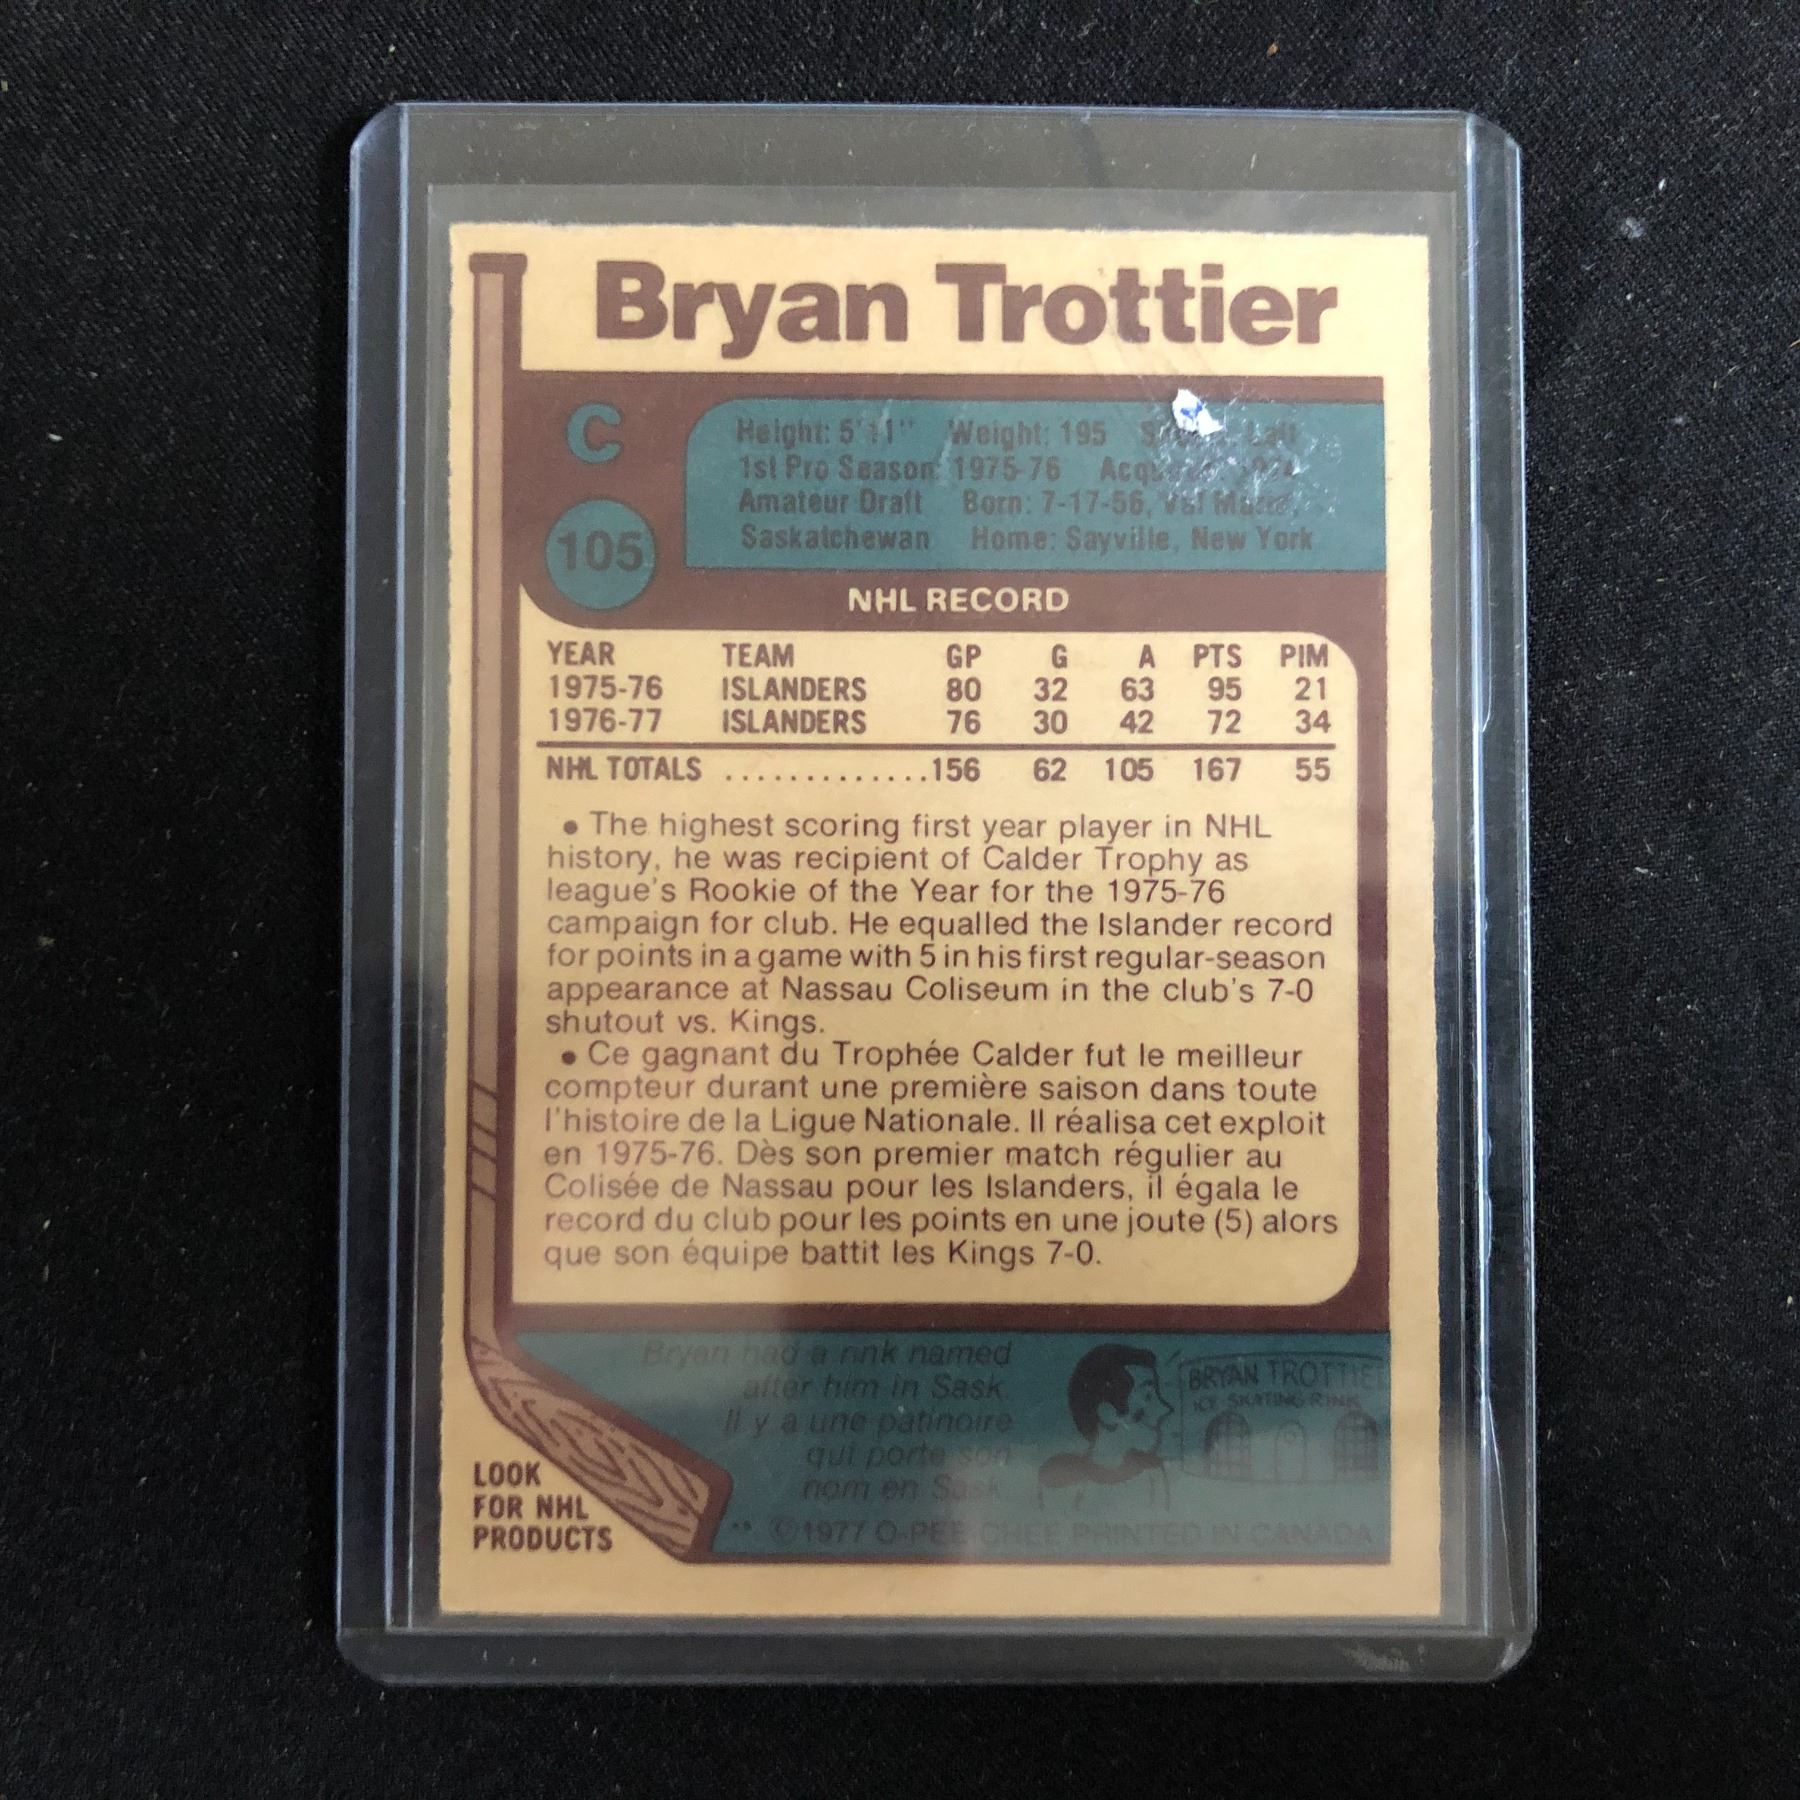 Bryan Trottier
C
105
Height: 5'11" Weight: 195
1st Pro Season: 1975-76
Amateur Draft Born: 7-17-56, Val Marie,
Saskatchewan Home: Sayville, New York
NHL RECORD
YEAR TEAM GP G A PTS PIM
1975-76 ISLANDERS 80 32 63 95 21
1976-77 ISLANDERS 76 30 42 72 34
NHL TOTALS .............156 62 105 167 55
• The highest scoring first year player in NHL
history, he was recipient of Calder Trophy as
league's Rookie of the Year for the 1975-76
campaign for club. He equalled the Islander record
for points in a game with 5 in his first regular-season
appearance at Nassau Coliseum in the club's 7-0
shutout vs. Kings.
• Ce gagnant du Trophée Calder fut le meilleur
compteur durant une première saison dans toute
l'histoire de la Ligue Nationale. Il réalisa cet exploit
en 1975-76. Dès son premier match régulier au
Colisée de Nassau pour les Islanders, il égala le
record du club pour les points en une joute (5) alors
que son équipe battit les Kings 7-0.
Bryan had a rink named
after him in Sask.
Il y a une patinoire
qui porte son
nom en Sask.
BRYAN TROTTIER
ICE SKATING RINK
LOOK
FOR NHL
PRODUCTS
** ©1977 O-PEE-CHEE PRINTED IN CANADA